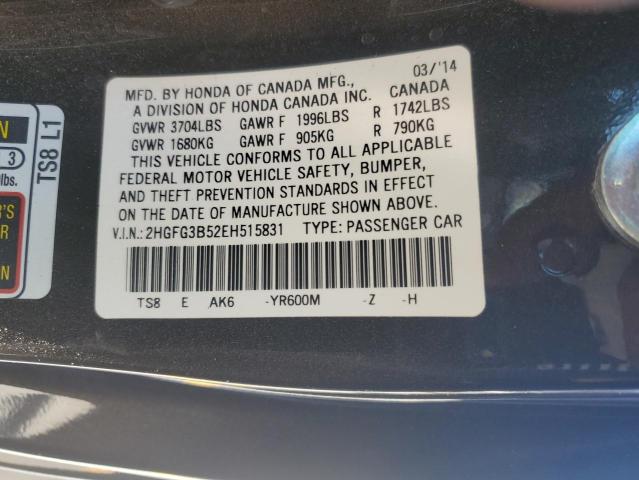 03/'14
MFD. BY HONDA OF CANADA MFG.,
A DIVISION OF HONDA CANADA INC. CANADA
GVWR 3704LBS GAWR F 1996LBS R 1742LBS
GVWR 1680KG GAWR F 905KG R 790KG
THIS VEHICLE CONFORMS TO ALL APPLICABLE
FEDERAL MOTOR VEHICLE SAFETY, BUMPER,
AND THEFT PREVENTION STANDARDS IN EFFECT
ON THE DATE OF MANUFACTURE SHOWN ABOVE.
V.I.N.: 2HGFG3B52EH515831 TYPE: PASSENGER CAR
TS8 E AK6 -YR600M -Z -H
TS8 L1
N
3
lbs.
R'S
R
ON